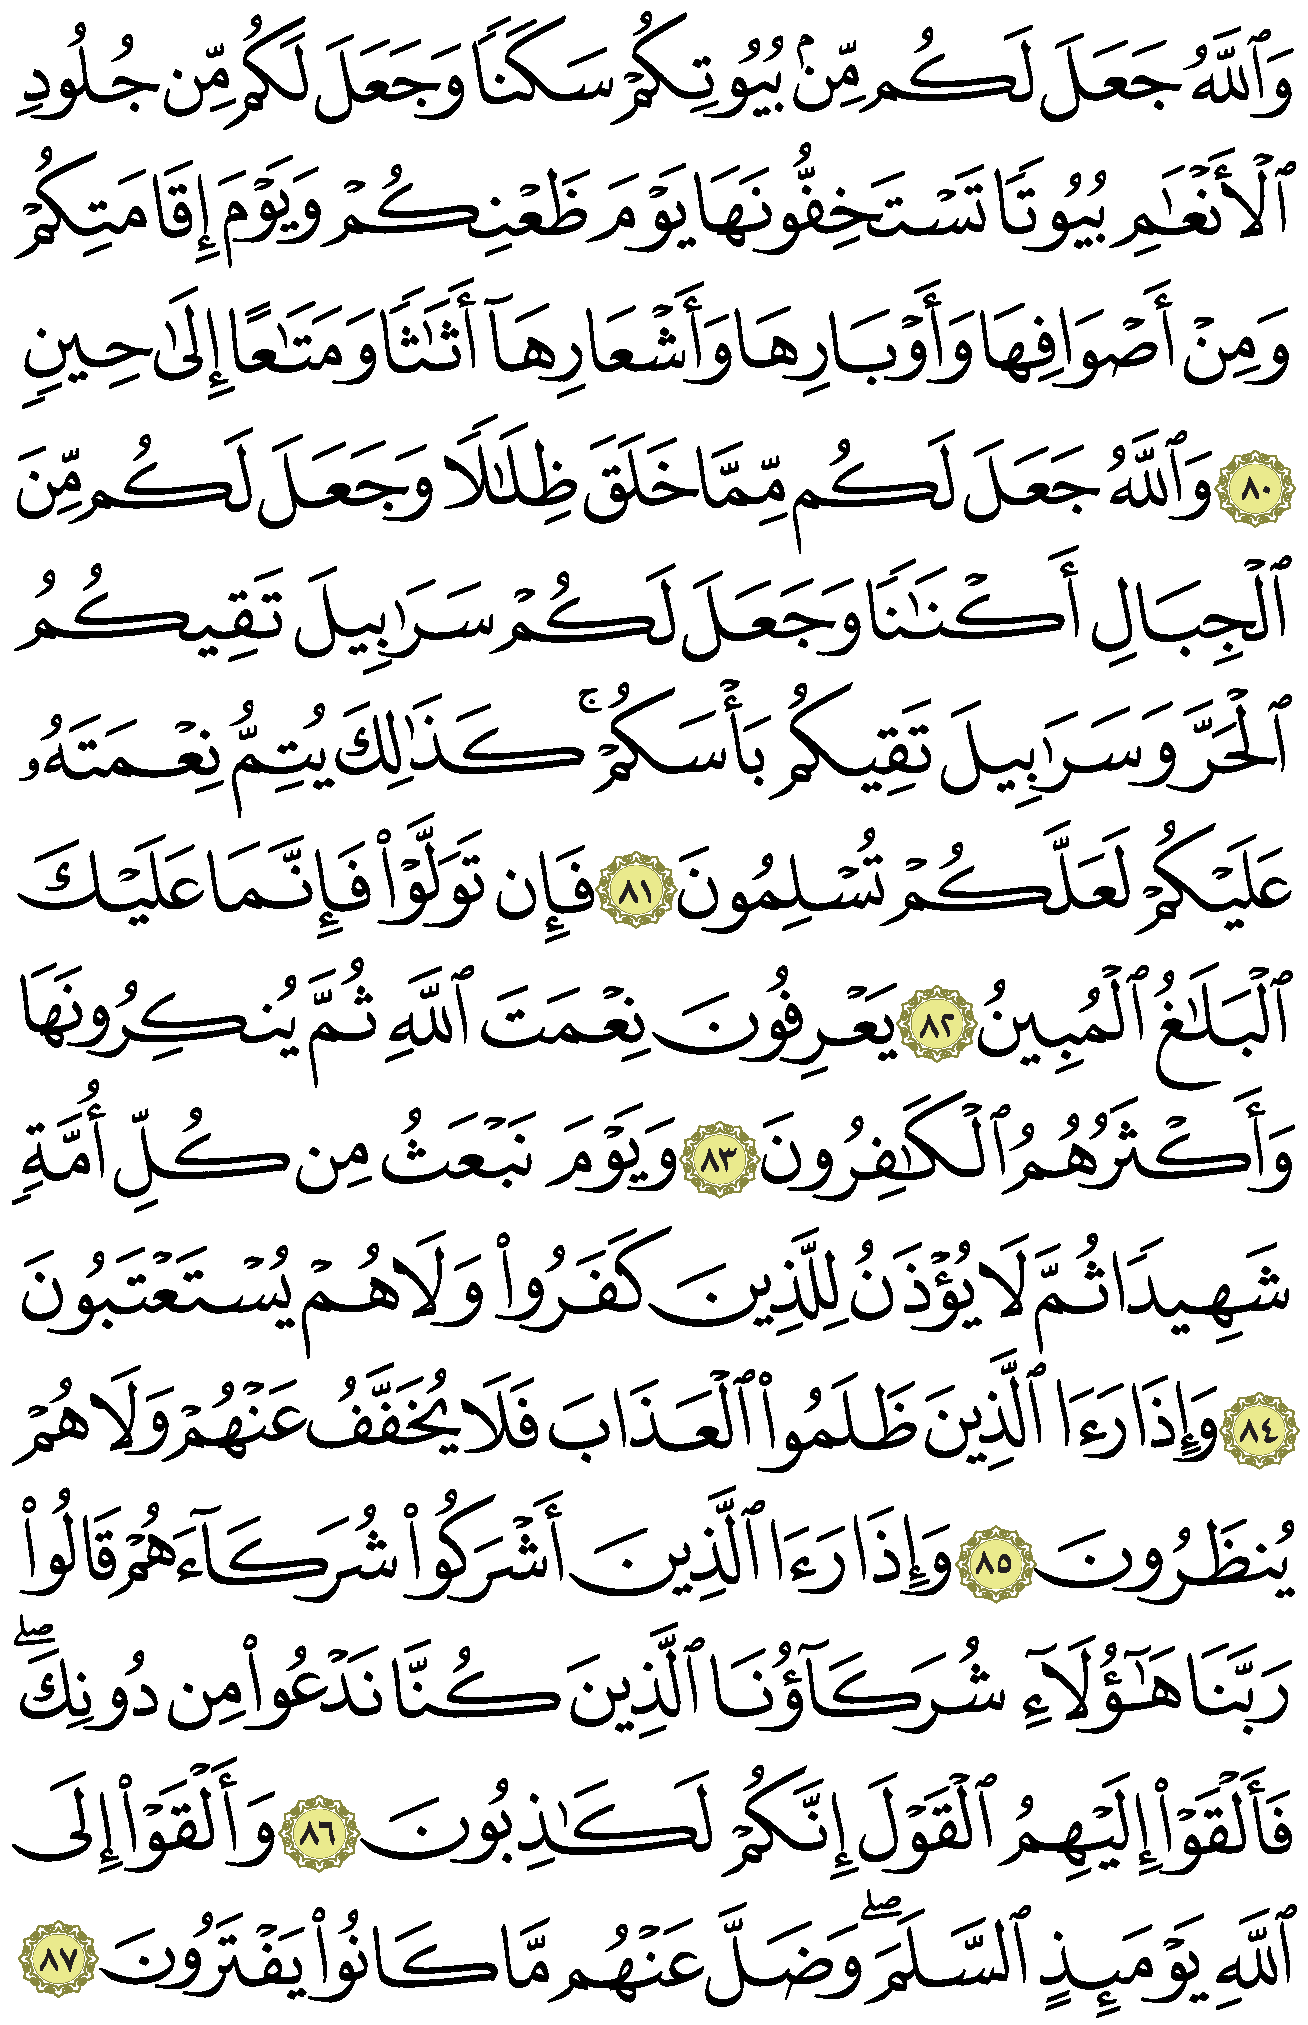 وَٱللَّهُ جَعَلَ لَكُم مِّنۢ بُيُوتِكُمْ سَكَنًا وَجَعَلَ لَكُم مِّن جُلُودِ
ٱلْأَنْعَٰمِ بُيُوتًا تَسْتَخِفُّونَهَا يَوْمَ ظَعْنِكُمْ وَيَوْمَ إِقَامَتِكُمْ
وَمِنْ أَصْوَافِهَا وَأَوْبَارِهَا وَأَشْعَارِهَآ أَثَٰثًا وَمَتَٰعًا إِلَىٰ حِينٍ
٨٠ وَٱللَّهُ جَعَلَ لَكُم مِّمَّا خَلَقَ ظِلَٰلًا وَجَعَلَ لَكُم مِّنَ
ٱلْجِبَالِ أَكْنَٰنًا وَجَعَلَ لَكُمْ سَرَٰبِيلَ تَقِيكُمُ
ٱلْحَرَّ وَسَرَٰبِيلَ تَقِيكُم بَأْسَكُمْ ۚ كَذَٰلِكَ يُتِمُّ نِعْمَتَهُۥ
عَلَيْكُمْ لَعَلَّكُمْ تُسْلِمُونَ ٨١ فَإِن تَوَلَّوْا۟ فَإِنَّمَا عَلَيْكَ
ٱلْبَلَٰغُ ٱلْمُبِينُ ٨٢ يَعْرِفُونَ نِعْمَتَ ٱللَّهِ ثُمَّ يُنكِرُونَهَا
وَأَكْثَرُهُمُ ٱلْكَٰفِرُونَ ٨٣ وَيَوْمَ نَبْعَثُ مِن كُلِّ أُمَّةٍ
شَهِيدًا ثُمَّ لَا يُؤْذَنُ لِلَّذِينَ كَفَرُوا۟ وَلَا هُمْ يُسْتَعْتَبُونَ
٨٤ وَإِذَا رَءَا ٱلَّذِينَ ظَلَمُوا۟ ٱلْعَذَابَ فَلَا يُخَفَّفُ عَنْهُمْ وَلَا هُمْ
يُنظَرُونَ ٨٥ وَإِذَا رَءَا ٱلَّذِينَ أَشْرَكُوا۟ شُرَكَآءَهُمْ قَالُوا۟
رَبَّنَا هَٰٓؤُلَآءِ شُرَكَآؤُنَا ٱلَّذِينَ كُنَّا نَدْعُوا۟ مِن دُونِكَ ۖ
فَأَلْقَوْا۟ إِلَيْهِمُ ٱلْقَوْلَ إِنَّكُمْ لَكَٰذِبُونَ ٨٦ وَأَلْقَوْا۟ إِلَى
ٱللَّهِ يَوْمَئِذٍ ٱلسَّلَمَ ۖ وَضَلَّ عَنْهُم مَّا كَانُوا۟ يَفْتَرُونَ ٨٧